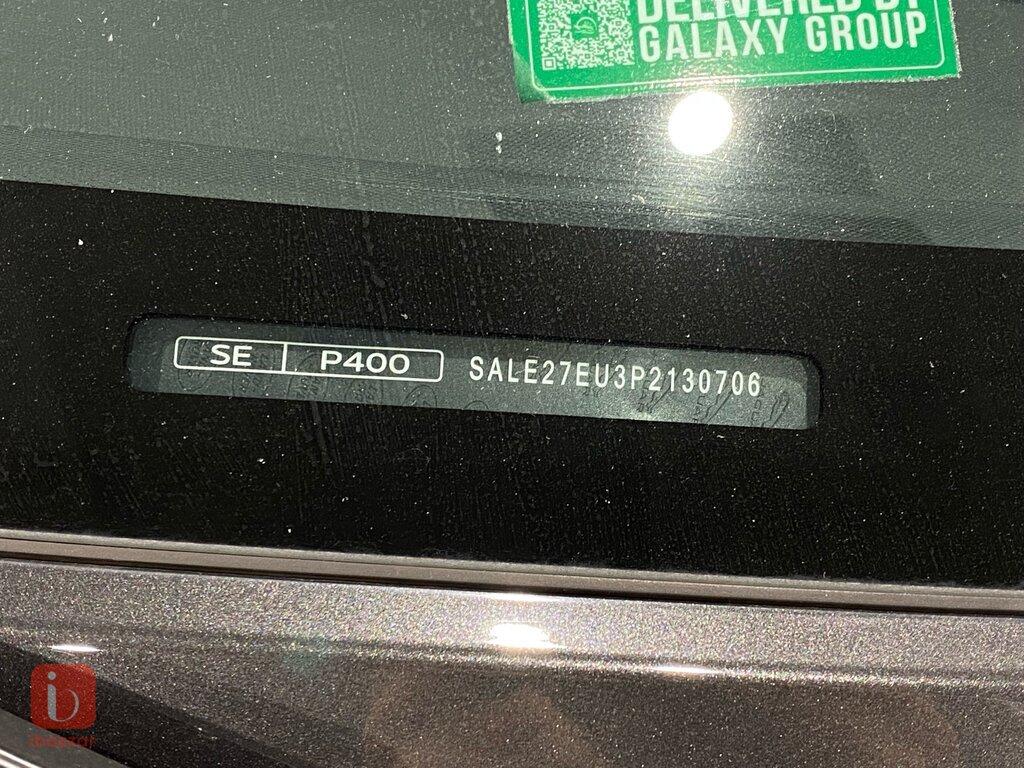 DELIVERED BY
GALAXY GROUP
SE P400 SALE27EU3P2130706